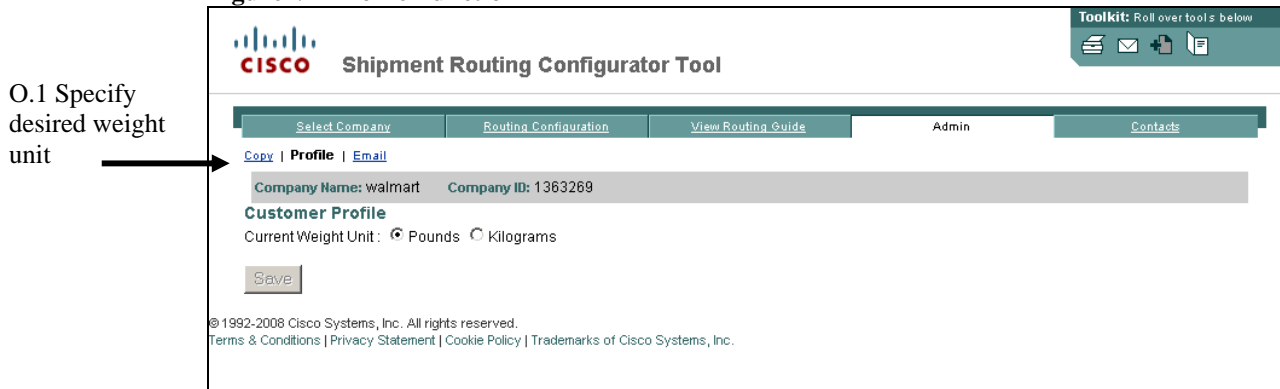 Toolkit: Roll over tools below
CISCO
Shipment Routing Configurator Tool
O.1 Specify
desired weight
unit
Select Company Routing Configuration View Routing Guide Admin Contacts
Copy | Profile | Email
Company Name: walmart Company ID: 1363269
Customer Profile
Current Weight Unit : Pounds Kilograms
Save
© 1992-2008 Cisco Systems, Inc. All rights reserved.
Terms & Conditions | Privacy Statement | Cookie Policy | Trademarks of Cisco Systems, Inc.